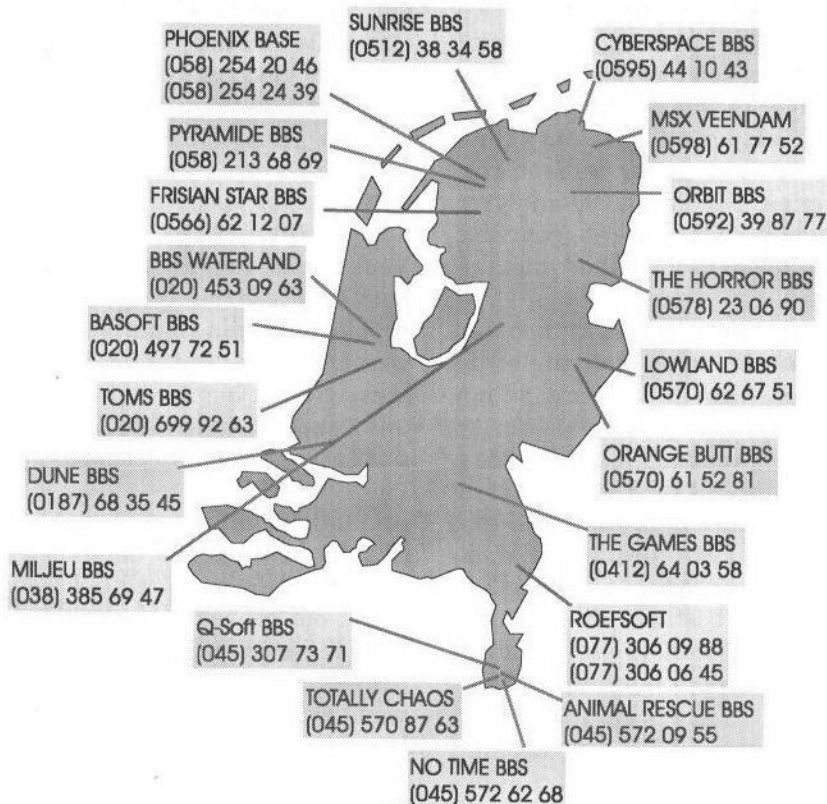 SUNRISE BBS
(0512) 38 34 58
PHOENIX BASE
(058) 254 20 46
(058) 254 24 39
CYBERSPACE BBS
(0595) 44 10 43
PYRAMIDE BBS
(058) 213 68 69
MSX VEENDAM
(0598) 61 77 52
FRISIAN STAR BBS
(0566) 62 12 07
ORBIT BBS
(0592) 39 87 77
BBS WATERLAND
(020) 453 09 63
THE HORROR BBS
(0578) 23 06 90
BASOFT BBS
(020) 497 72 51
LOWLAND BBS
(0570) 62 67 51
TOMS BBS
(020) 699 92 63
ORANGE BUTT BBS
(0570) 61 52 81
DUNE BBS
(0187) 68 35 45
THE GAMES BBS
(0412) 64 03 58
MILJEU BBS
(038) 385 69 47
ROEFSOFT
(077) 306 09 88
(077) 306 06 45
Q-Soft BBS
(045) 307 73 71
TOTALLY CHAOS
(045) 570 87 63
ANIMAL RESCUE BBS
(045) 572 09 55
NO TIME BBS
(045) 572 62 68